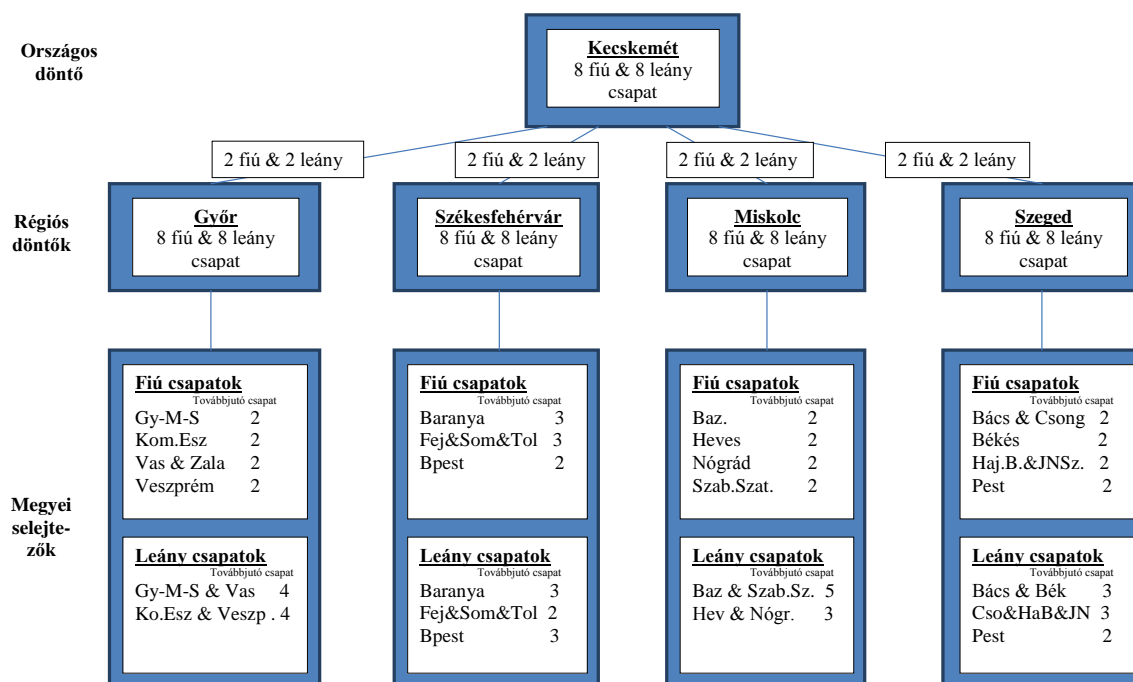 Országos
döntő
Kecskemét
8 fiú & 8 leány
csapat
2 fiú & 2 leány
2 fiú & 2 leány
2 fiú & 2 leány
2 fiú & 2 leány
Régiós
döntők
Győr
8 fiú & 8 leány
csapat
Székesfehérvár
8 fiú & 8 leány
csapat
Miskolc
8 fiú & 8 leány
csapat
Szeged
8 fiú & 8 leány
csapat
Megyei
selejte-
zők
Fiú csapatok
Továbbjutó csapat
Gy-M-S 2
Kom.Esz 2
Vas & Zala 2
Veszprém 2
Leány csapatok
Továbbjutó csapat
Gy-M-S & Vas 4
Ko.Esz & Veszp . 4
Fiú csapatok
Továbbjutó csapat
Baranya 3
Fej&Som&Tol 3
Bpest 2
Leány csapatok
Továbbjutó csapat
Baranya 3
Fej&Som&Tol 2
Bpest 3
Fiú csapatok
Továbbjutó csapat
Baz. 2
Heves 2
Nógrád 2
Szab.Szat. 2
Leány csapatok
Továbbjutó csapat
Baz & Szab.Sz. 5
Hev & Nógr. 3
Fiú csapatok
Továbbjutó csapat
Bács & Csong 2
Békés 2
Haj.B.&JNSz. 2
Pest 2
Leány csapatok
Továbbjutó csapat
Bács & Bék 3
Cso&HaB&JN 3
Pest 2